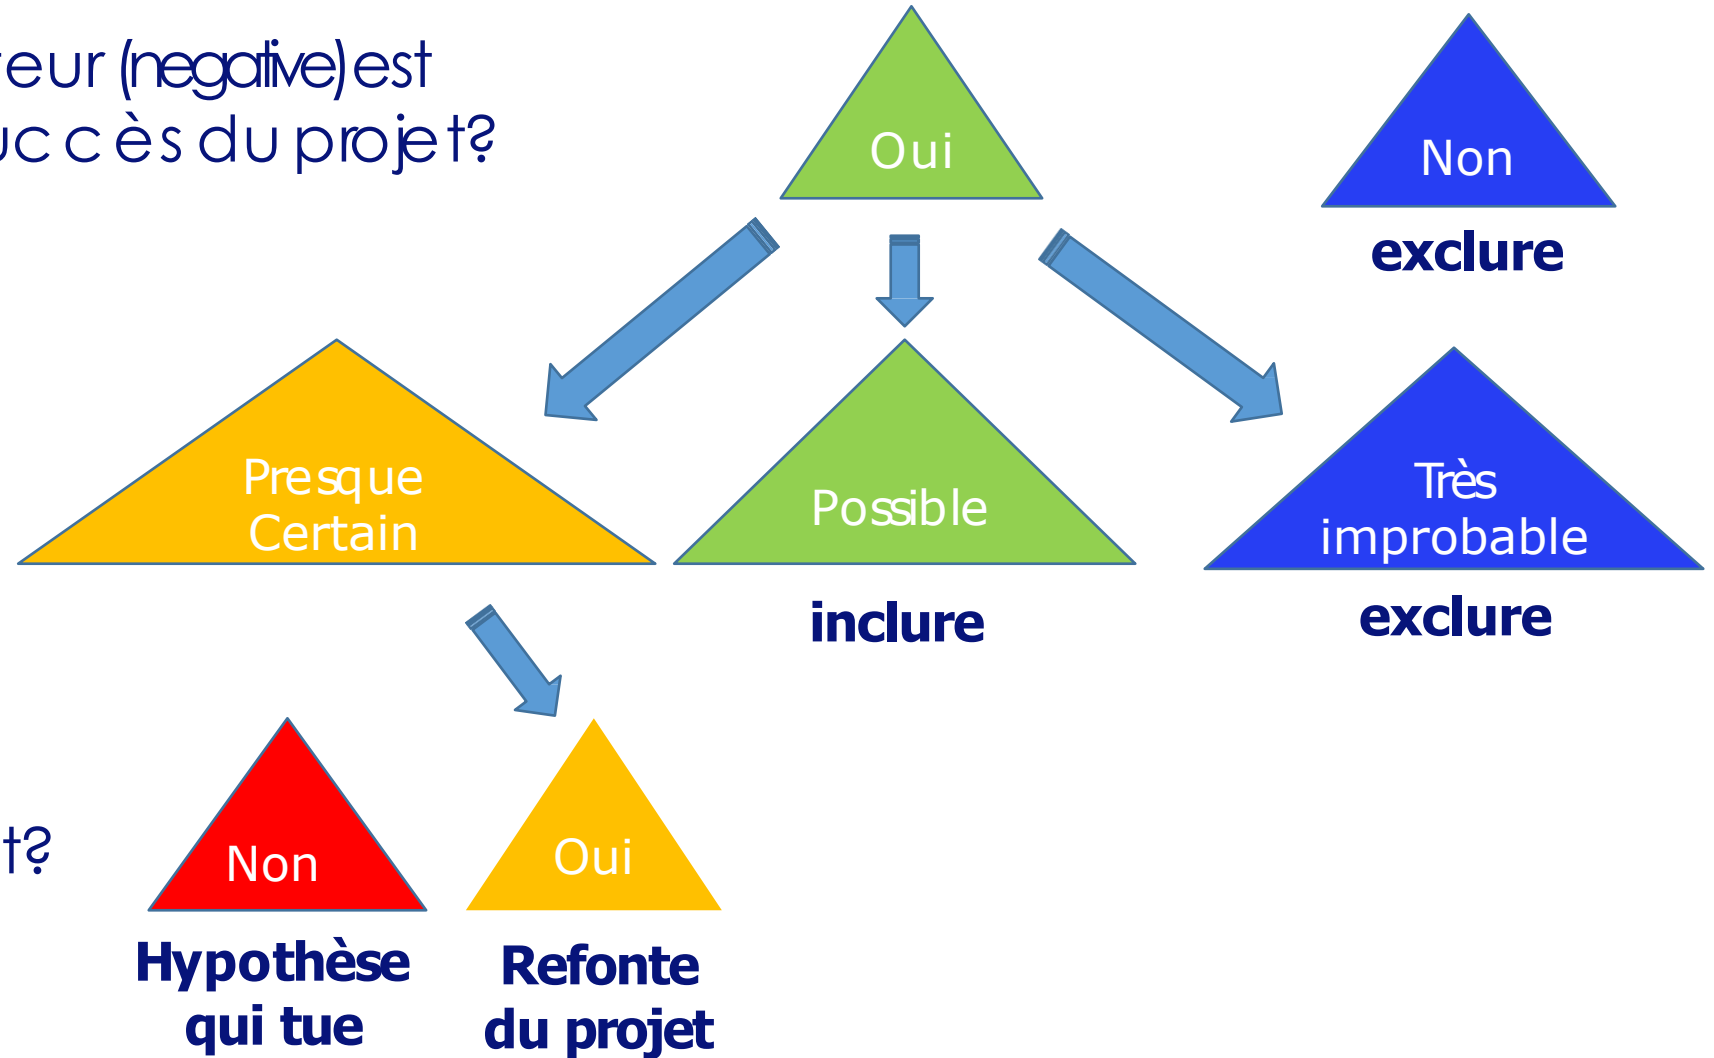 teur (negative) est
uccès du projet?
Oui
Non
exclure
Presque
Certain
Possible
Très
improbable
inclure
exclure
t?
Non
Oui
Hypothèse
qui tue
Refonte
du projet